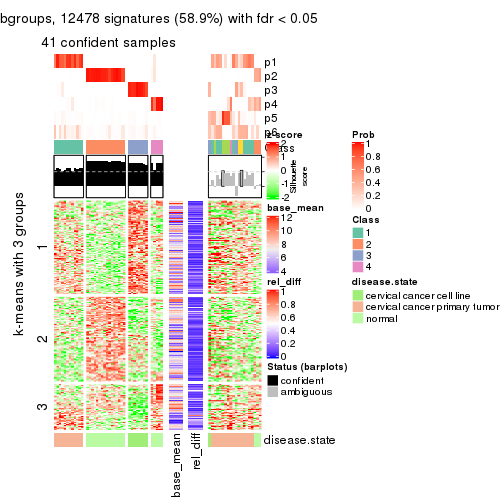 bgroups, 12478 signatures (58.9%) with fdr < 0.05
41 confident samples
p1
p2
p3
p4
p5
p6
Class
z-score
2
1
0
-1
-2
Silhouette
score
Prob
1
0.8
0.6
0.4
0.2
0
base_mean
12
10
8
6
4
Class
1
2
3
4
rel_diff
1
0.8
0.6
0.4
0.2
0
disease.state
cervical cancer cell line
cervical cancer primary tumor
normal
Status (barplots)
confident
ambiguous
k-means with 3 groups
1
2
3
disease.state
base_mean
rel_diff